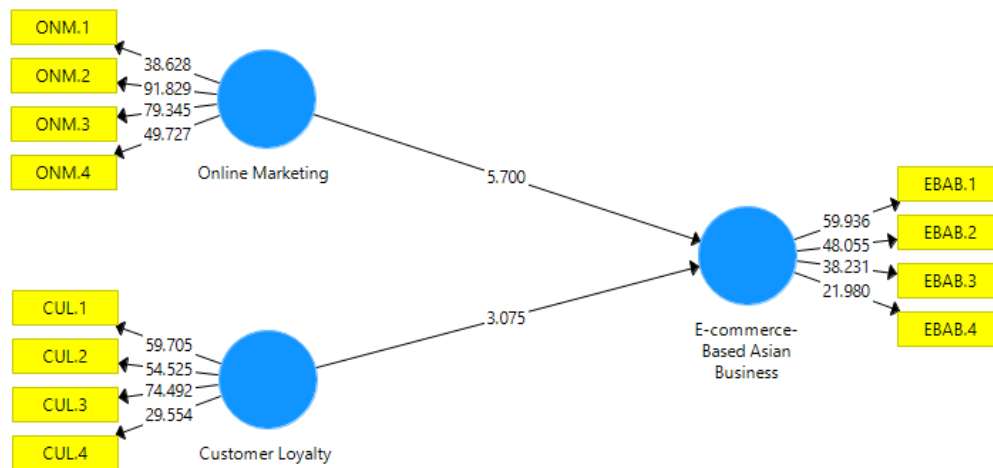 ONM.1
38.628
ONM.2
91.829
ONM.3
79.345
ONM.4
49.727
Online Marketing
5.700
EBAB.1
59.936
EBAB.2
48.055
EBAB.3
38.231
EBAB.4
21.980
E-commerce-
Based Asian
Business
CUL.1
59.705
CUL.2
54.525
CUL.3
74.492
CUL.4
29.554
Customer Loyalty
3.075